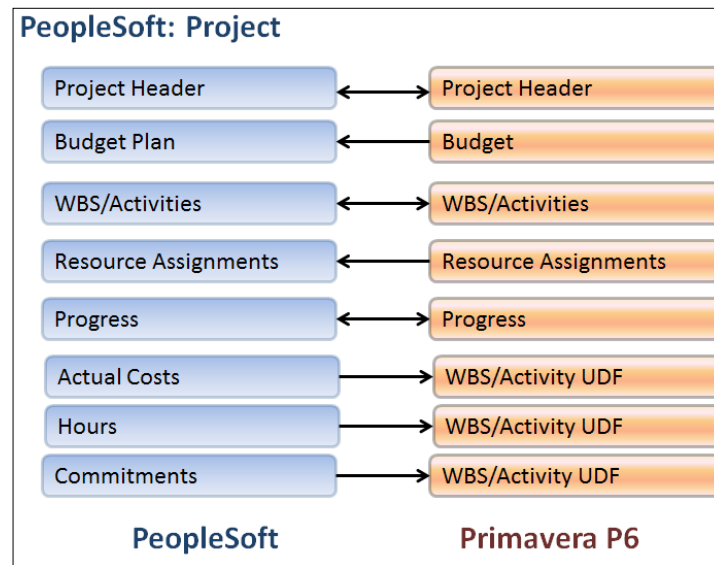 PeopleSoft: Project
Project Header Project Header
Budget Plan Budget
WBS/Activities WBS/Activities
Resource Assignments Resource Assignments
Progress Progress
Actual Costs WBS/Activity UDF
Hours WBS/Activity UDF
Commitments WBS/Activity UDF
PeopleSoft Primavera P6